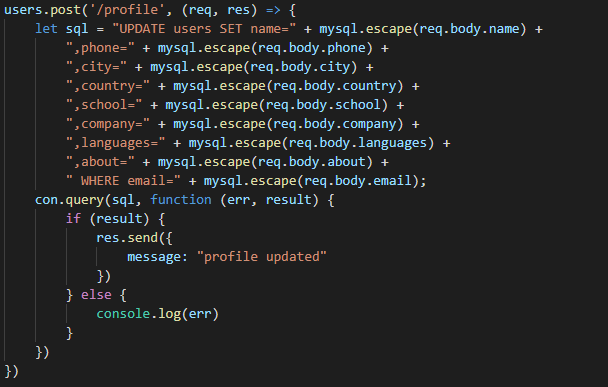 users.post('/profile', (req, res) => {
let sql = "UPDATE users SET name=" + mysql.escape(req.body.name) +
",phone=" + mysql.escape(req.body.phone) +
",city=" + mysql.escape(req.body.city) +
",country=" + mysql.escape(req.body.country) +
",school=" + mysql.escape(req.body.school) +
",company=" + mysql.escape(req.body.company) +
",languages=" + mysql.escape(req.body.languages) +
",about=" + mysql.escape(req.body.about) +
" WHERE email=" + mysql.escape(req.body.email);
con.query(sql, function (err, result) {
if (result) {
res.send({
message: "profile updated"
})
} else {
console.log(err)
}
})
})